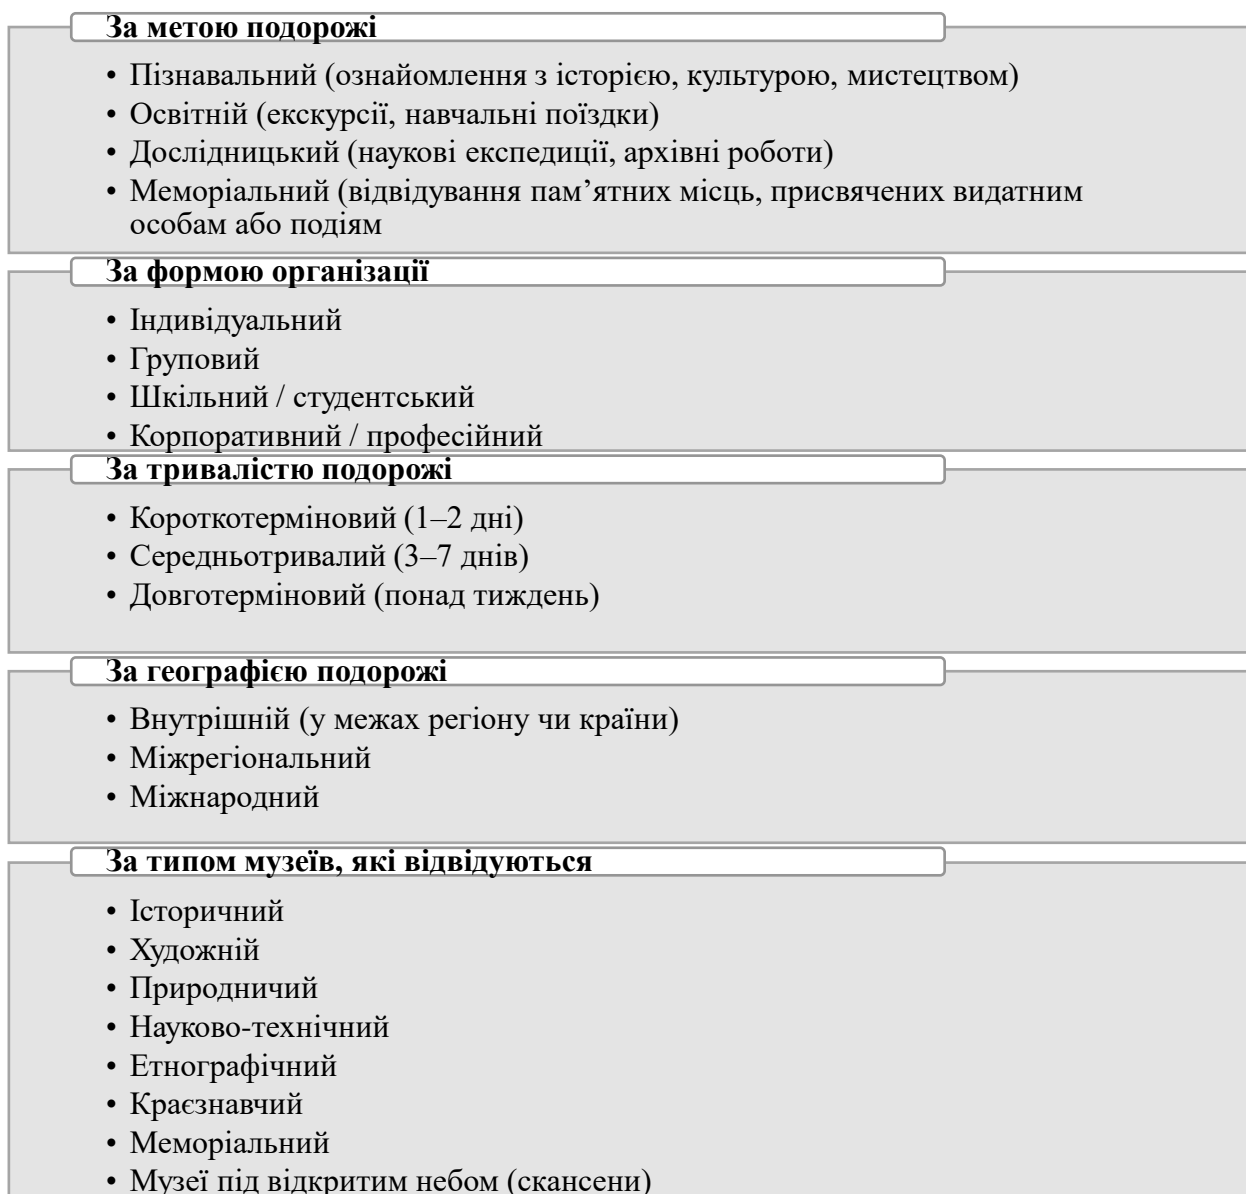 За метою подорожі
• Пізнавальний (ознайомлення з історією, культурою, мистецтвом)
• Освітній (екскурсії, навчальні поїздки)
• Дослідницький (наукові експедиції, архівні роботи)
• Меморіальний (відвідування пам’ятних місць, присвячених видатним
особам або подіям
За формою організації
• Індивідуальний
• Груповий
• Шкільний / студентський
• Корпоративний / професійний
За тривалістю подорожі
• Короткотерміновий (1–2 дні)
• Середньотривалий (3–7 днів)
• Довготерміновий (понад тиждень)
За географією подорожі
• Внутрішній (у межах регіону чи країни)
• Міжрегіональний
• Міжнародний
За типом музеїв, які відвідуються
• Історичний
• Художній
• Природничий
• Науково-технічний
• Етнографічний
• Краєзнавчий
• Меморіальний
• Музеї під відкритим небом (скансени)